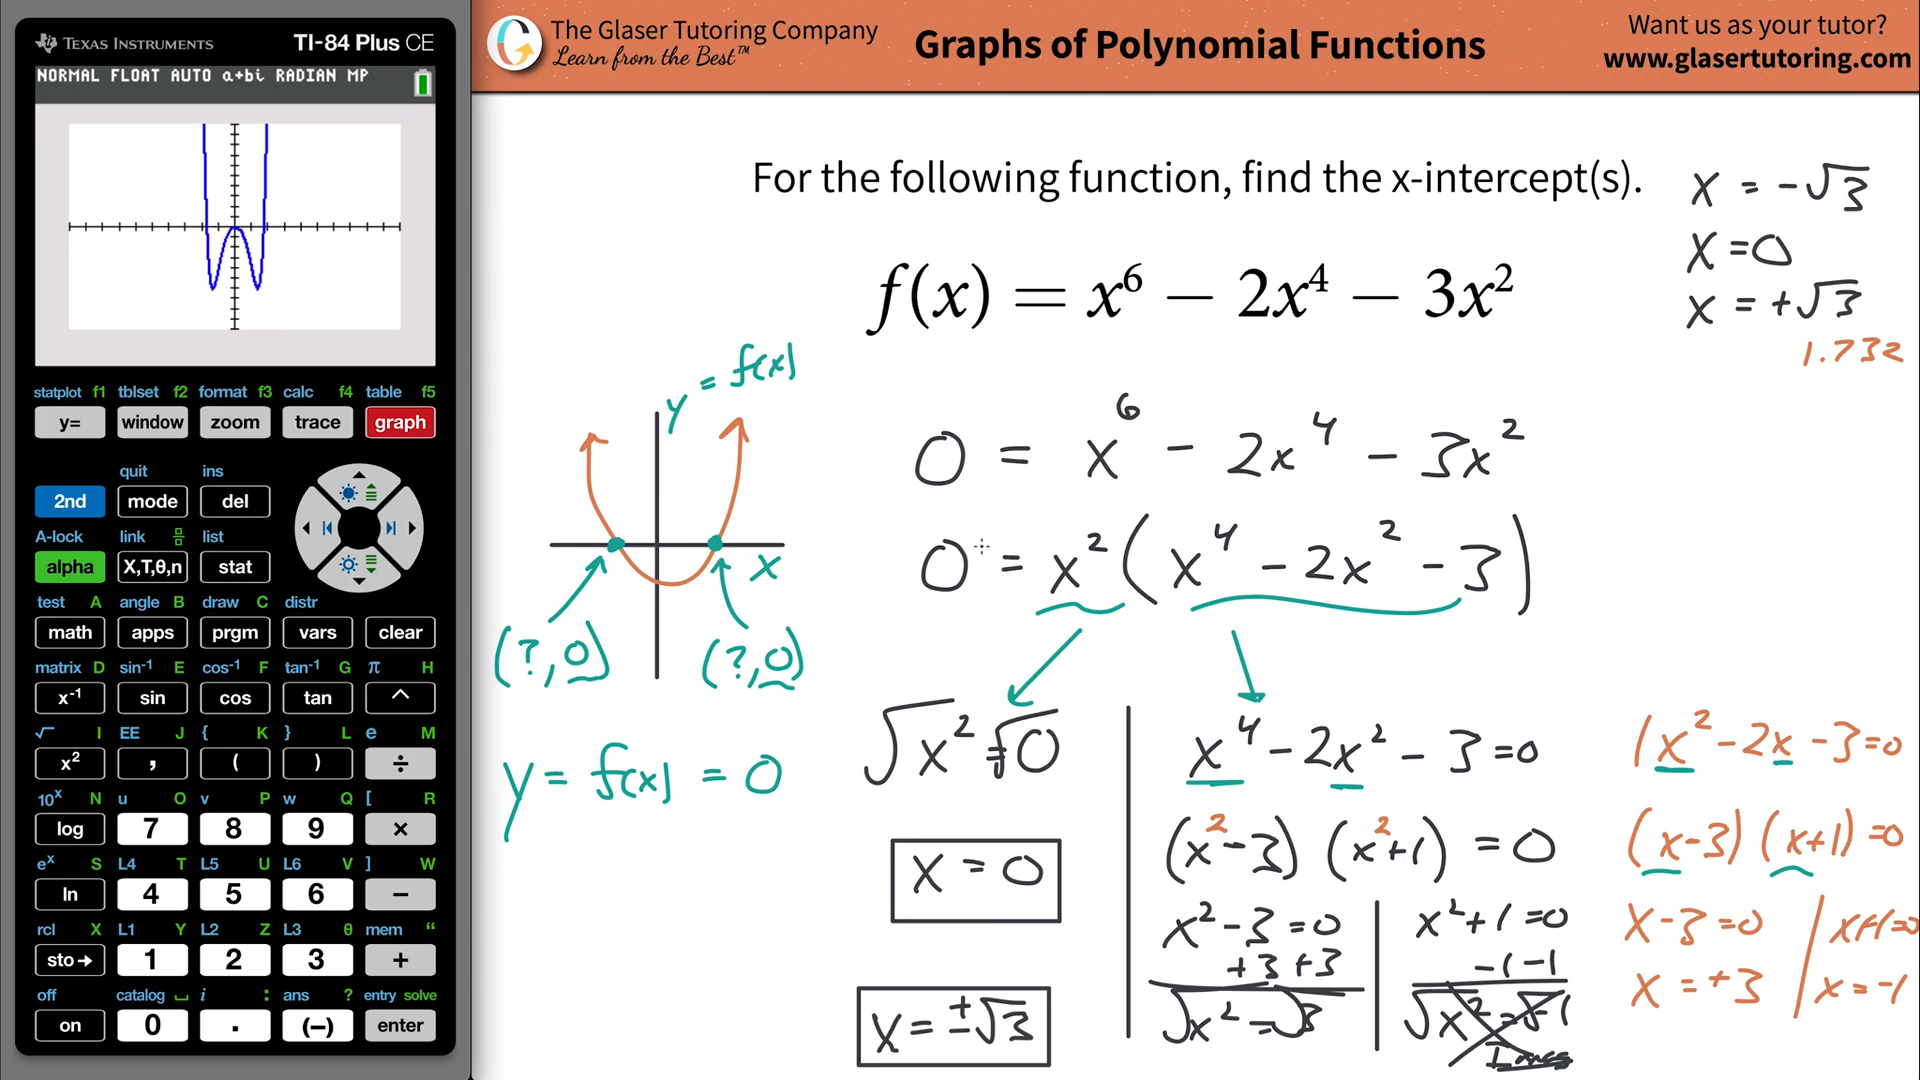 TEXAS INSTRUMENTS TI-84 Plus CE
NORMAL FLOAT AUTO a+bi RADIAN MP
statplot f1 tblset f2 format f3 calc f4 table f5
y= window zoom trace graph
quit ins
2nd mode del
A-lock link list
alpha X,T,θ,n stat
test A angle B draw C distr
math apps prgm vars clear
matrix D sin⁻¹ E cos⁻¹ F tan⁻¹ G π H
x⁻¹ sin cos tan ^
√ I EE J { K } L e M
x² , ( ) ÷
10ˣ N u O v P w Q [ R
log 7 8 9 ×
eˣ S L4 T L5 U L6 V ] W
ln 4 5 6 −
rcl X L1 Y L2 Z L3 θ mem “
sto→ 1 2 3 +
off catalog ⎵ i : ans ? entry solve
on 0 . (−) enter
The Glaser Tutoring Company
Learn from the Best™
Graphs of Polynomial Functions
Want us as your tutor?
www.glasertutoring.com
For the following function, find the x-intercept(s).
f(x) = x⁶ − 2x⁴ − 3x²
x = -√3
x = 0
x = +√3
1.732
y = f(x)
x
(?, 0) (?, 0)
y = f(x) = 0
0 = x⁶ - 2x⁴ - 3x²
0 = x² (x⁴ - 2x² - 3)
√x² = √0
x = 0
x = ±√3
x⁴ - 2x² - 3 = 0
(x² - 3) (x² + 1) = 0
x² - 3 = 0
+3 +3
√x² = √3
x² + 1 = 0
-1 -1
√x² = √-1
1x² - 2x - 3 = 0
(x - 3) (x + 1) = 0
x - 3 = 0 x + 1 = 0
x = +3 x = -1